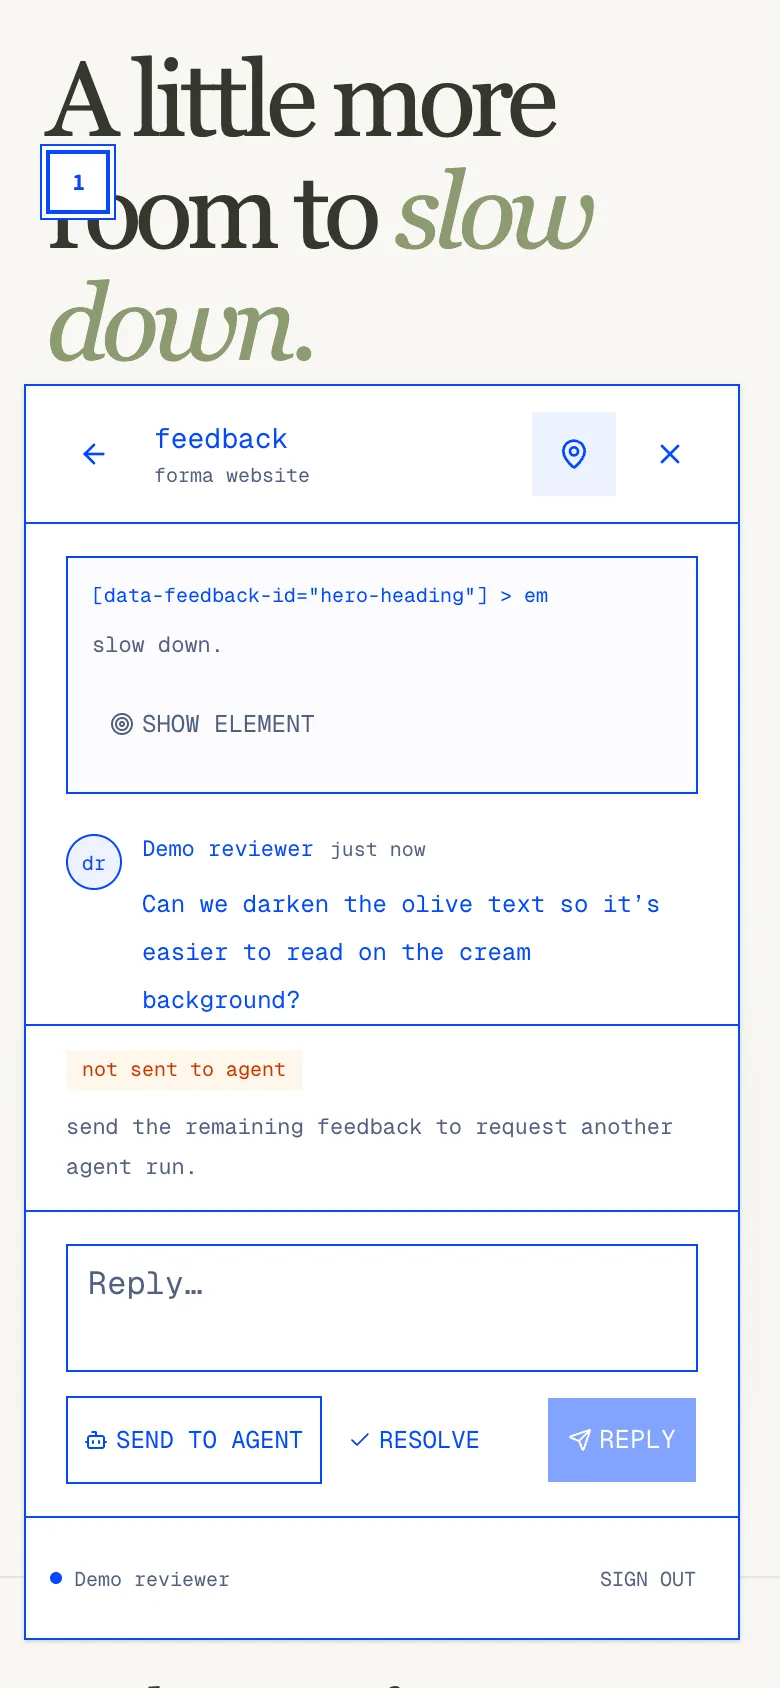 A little more
room to slow
down.
1
feedback
forma website
[data-feedback-id="hero-heading"] > em
slow down.
SHOW ELEMENT
dr
Demo reviewer just now
Can we darken the olive text so it’s
easier to read on the cream
background?
not sent to agent
send the remaining feedback to request another
agent run.
Reply…
SEND TO AGENT
RESOLVE
REPLY
Demo reviewer
SIGN OUT